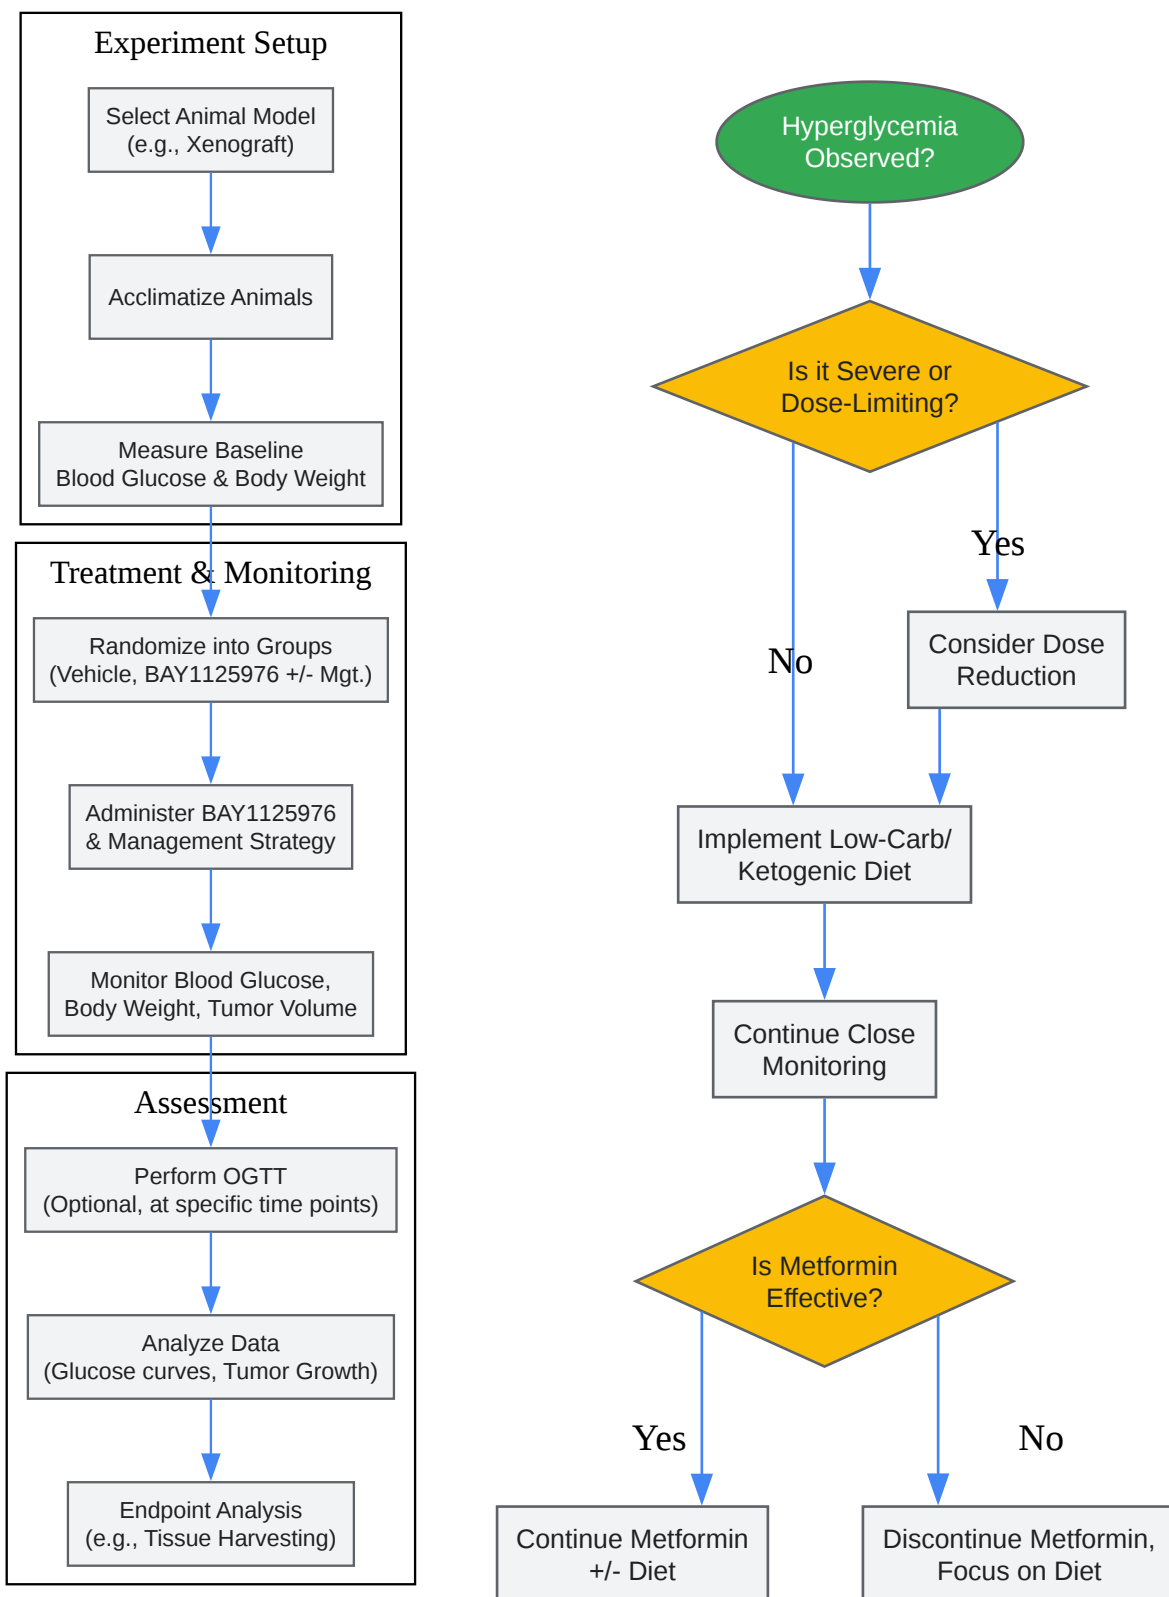 Experiment Setup
Select Animal Model
(e.g., Xenograft)
Acclimatize Animals
Measure Baseline
Blood Glucose & Body Weight
Treatment & Monitoring
Randomize into Groups
(Vehicle, BAY1125976 +/- Mgt.)
Administer BAY1125976
& Management Strategy
Monitor Blood Glucose,
Body Weight, Tumor Volume
Assessment
Perform OGTT
(Optional, at specific time points)
Analyze Data
(Glucose curves, Tumor Growth)
Endpoint Analysis
(e.g., Tissue Harvesting)
Hyperglycemia
Observed?
Is it Severe or
Dose-Limiting?
Yes
No
Consider Dose
Reduction
Implement Low-Carb/
Ketogenic Diet
Continue Close
Monitoring
Is Metformin
Effective?
Yes
No
Continue Metformin
+/- Diet
Discontinue Metformin,
Focus on Diet